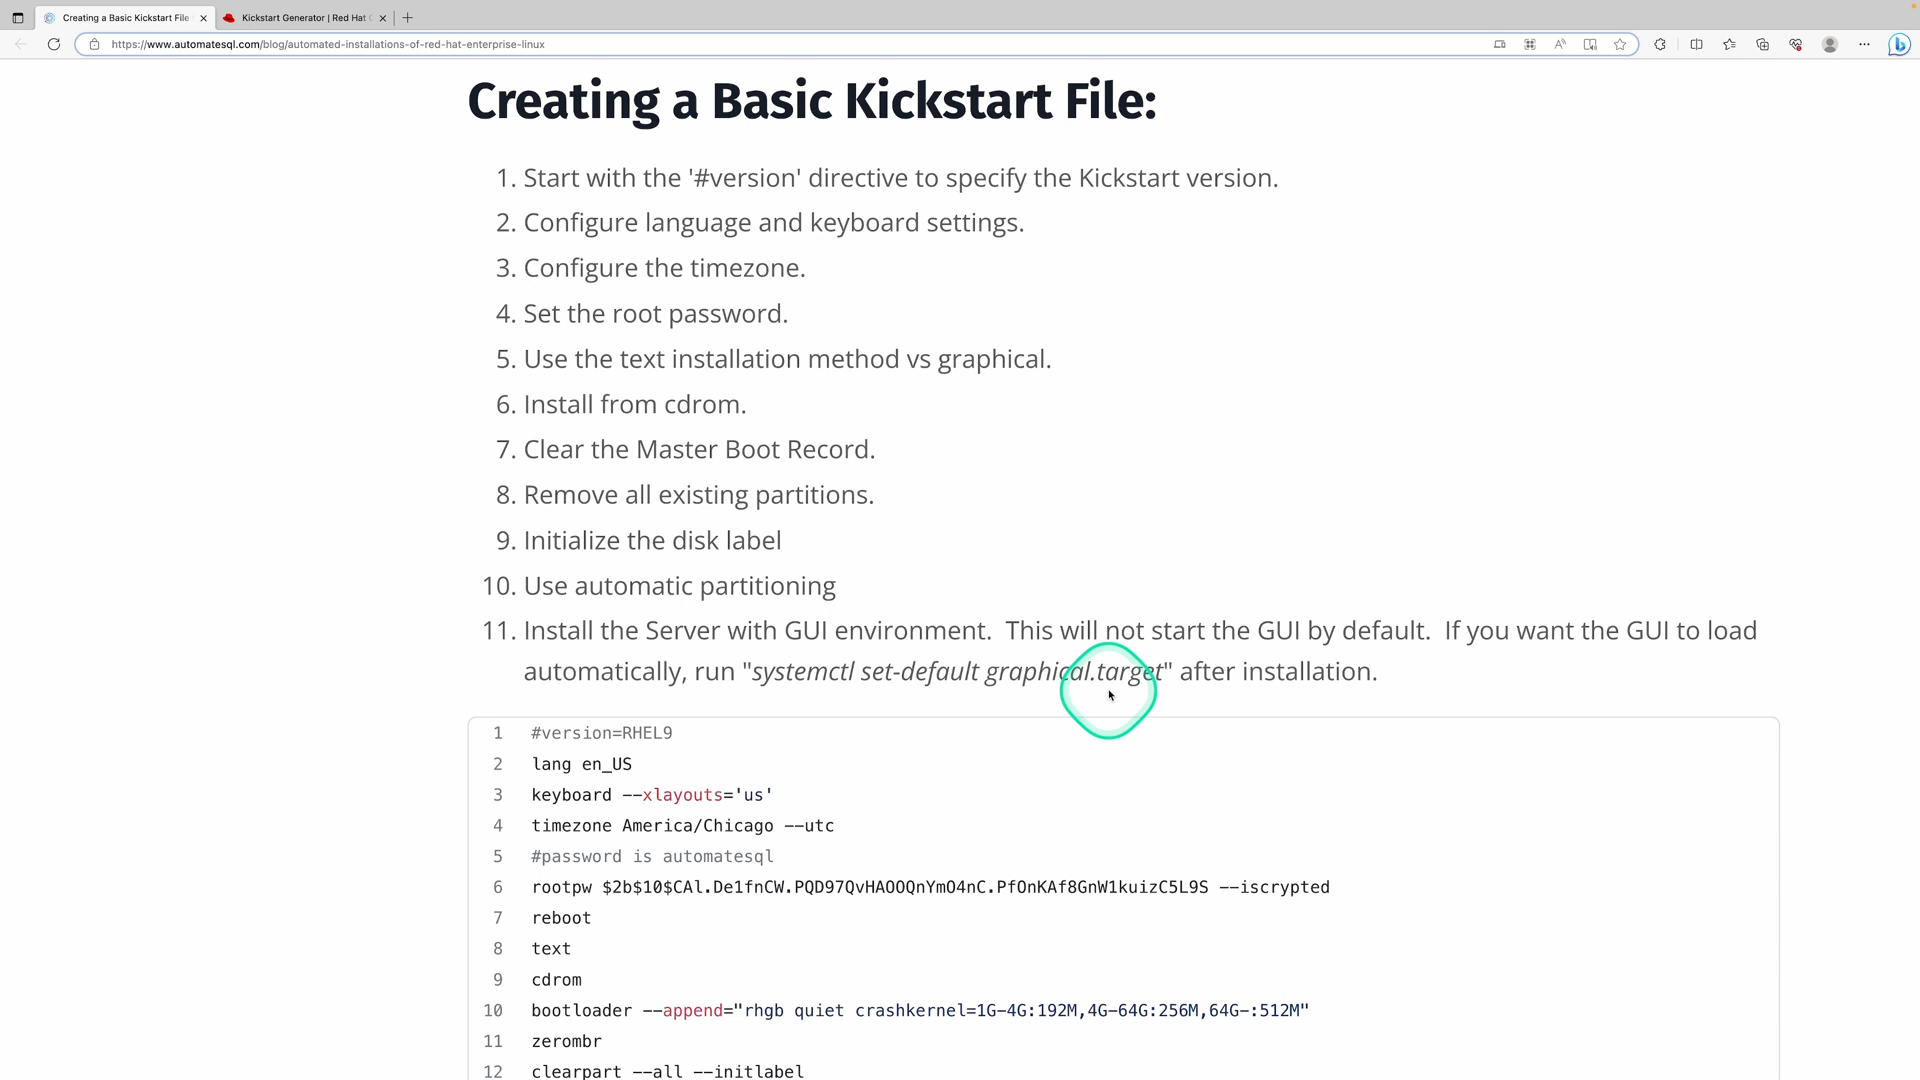 Creating a Basic Kickstart File
Kickstart Generator | Red Hat
https://www.automatesql.com/blog/automated-installations-of-red-hat-enterprise-linux
Creating a Basic Kickstart File:
1. Start with the '#version' directive to specify the Kickstart version.
2. Configure language and keyboard settings.
3. Configure the timezone.
4. Set the root password.
5. Use the text installation method vs graphical.
6. Install from cdrom.
7. Clear the Master Boot Record.
8. Remove all existing partitions.
9. Initialize the disk label
10. Use automatic partitioning
11. Install the Server with GUI environment.  This will not start the GUI by default.  If you want the GUI to load
automatically, run "systemctl set-default graphical.target" after installation.
1 #version=RHEL9
2 lang en_US
3 keyboard --xlayouts='us'
4 timezone America/Chicago --utc
5 #password is automatesql
6 rootpw $2b$10$CAl.De1fnCW.PQD97QvHAOOQnYmO4nC.PfOnKAf8GnW1kuizC5L9S --iscrypted
7 reboot
8 text
9 cdrom
10 bootloader --append="rhgb quiet crashkernel=1G-4G:192M,4G-64G:256M,64G-:512M"
11 zerombr
12 clearpart --all --initlabel